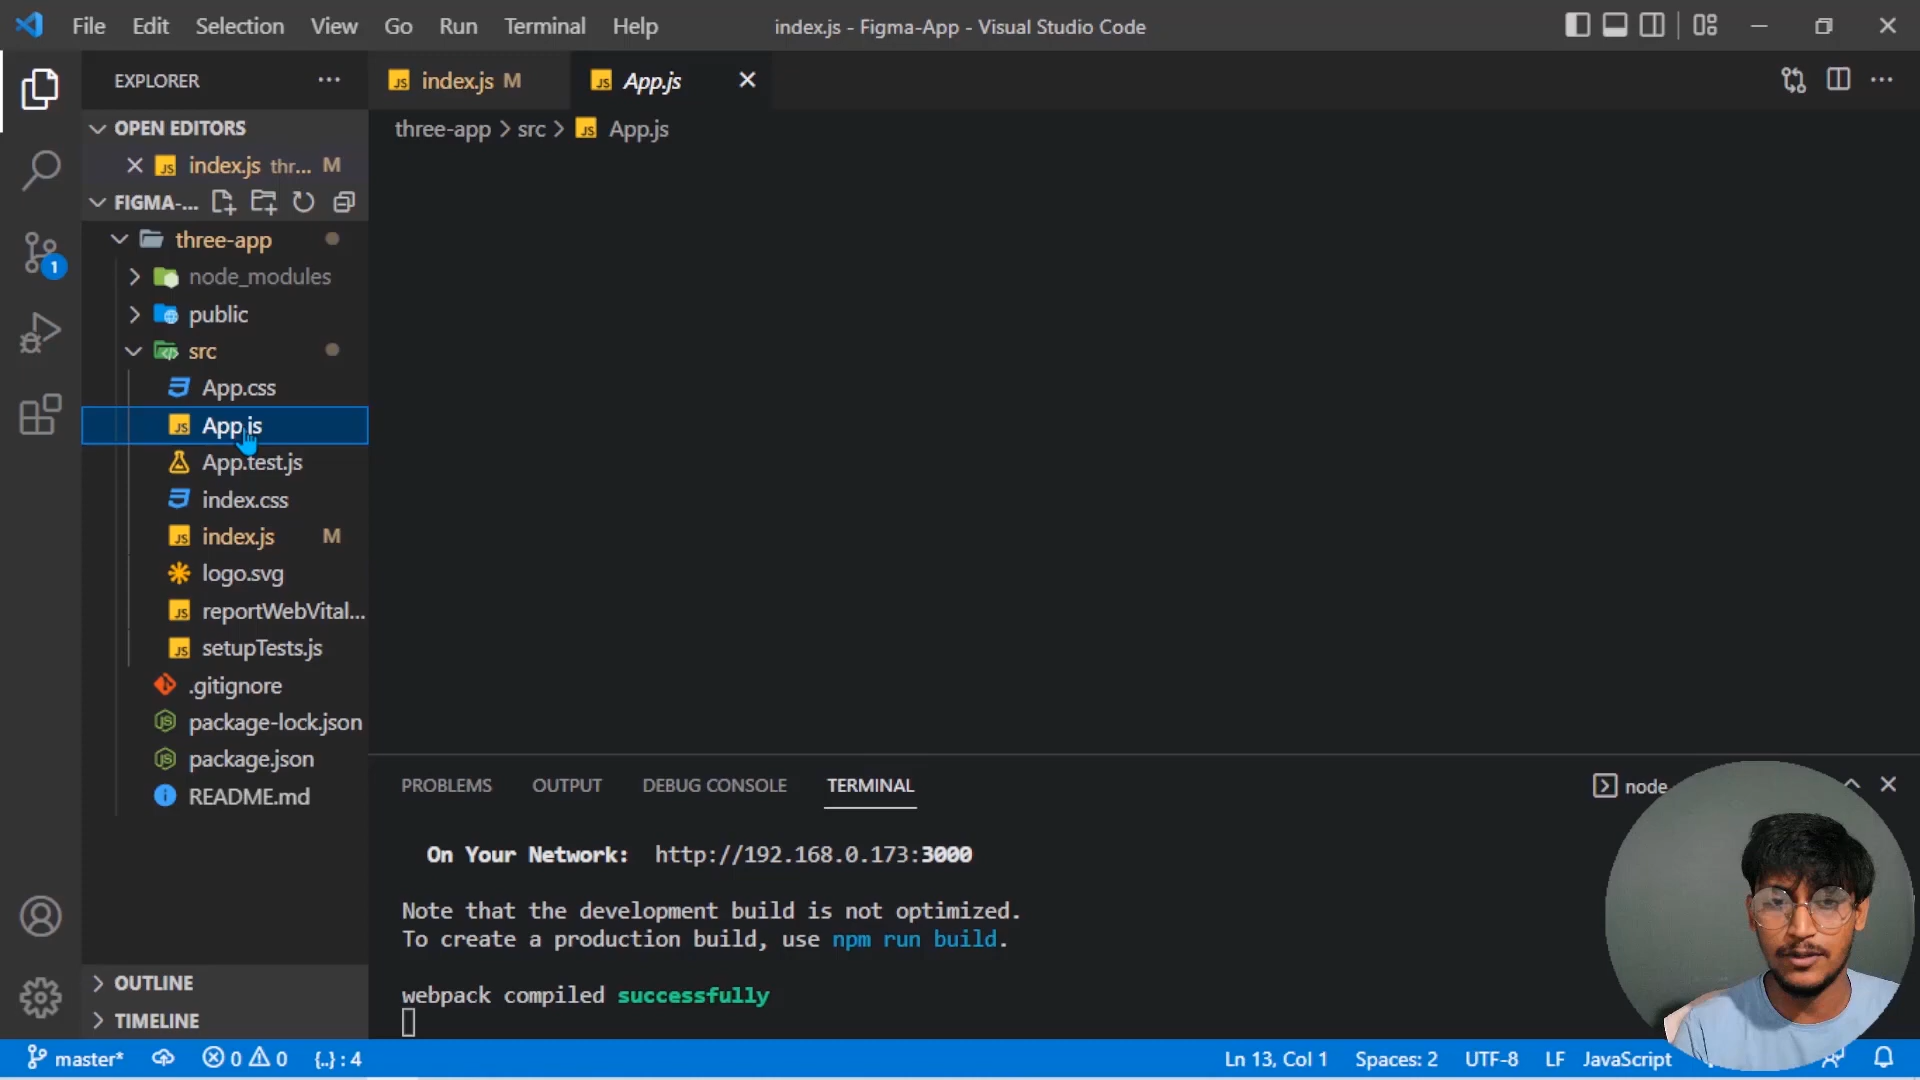 File Edit Selection View Go Run Terminal Help
index.js - Figma-App - Visual Studio Code
EXPLORER
index.js M
App.js
OPEN EDITORS
three-app > src > JS App.js
index.js thr... M
FIGMA-...
three-app
node_modules
public
src
App.css
App.js
App.test.js
index.css
index.js M
logo.svg
reportWebVital...
setupTests.js
.gitignore
package-lock.json
package.json
README.md
OUTLINE
TIMELINE
1
PROBLEMS OUTPUT DEBUG CONSOLE TERMINAL
node
On Your Network: http://192.168.0.173:3000
Note that the development build is not optimized.
To create a production build, use npm run build.
webpack compiled successfully
master* 0 0 {..} : 4
Ln 13, Col 1 Spaces: 2 UTF-8 LF JavaScript